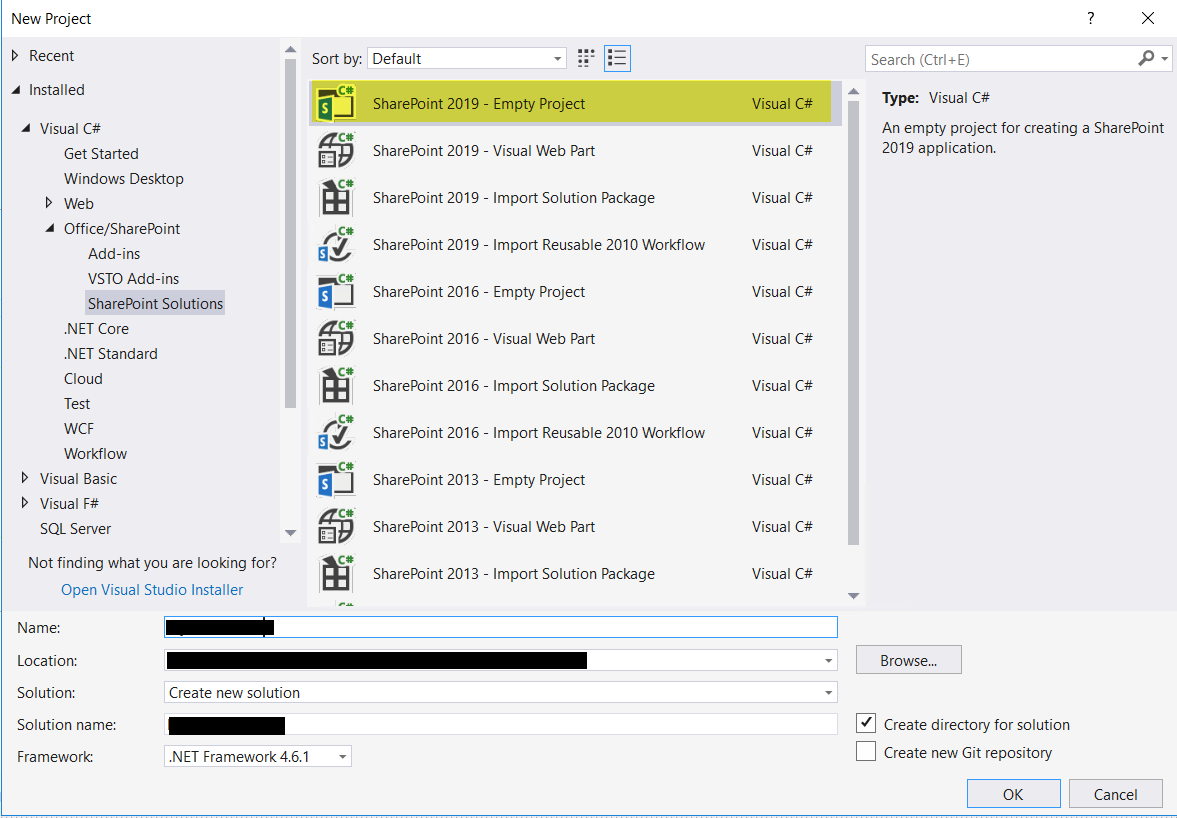 New Project
?
Recent
Installed
Visual C#
Get Started
Windows Desktop
Web
Office/SharePoint
Add-ins
VSTO Add-ins
SharePoint Solutions
.NET Core
.NET Standard
Cloud
Test
WCF
Workflow
Visual Basic
Visual F#
SQL Server
Not finding what you are looking for?
Open Visual Studio Installer
Sort by: Default
SharePoint 2019 - Empty Project Visual C#
SharePoint 2019 - Visual Web Part Visual C#
SharePoint 2019 - Import Solution Package Visual C#
SharePoint 2019 - Import Reusable 2010 Workflow Visual C#
SharePoint 2016 - Empty Project Visual C#
SharePoint 2016 - Visual Web Part Visual C#
SharePoint 2016 - Import Solution Package Visual C#
SharePoint 2016 - Import Reusable 2010 Workflow Visual C#
SharePoint 2013 - Empty Project Visual C#
SharePoint 2013 - Visual Web Part Visual C#
SharePoint 2013 - Import Solution Package Visual C#
Search (Ctrl+E)
Type: Visual C#
An empty project for creating a SharePoint
2019 application.
Name:
Location:
Browse...
Solution: Create new solution
Solution name:
Create directory for solution
Framework: .NET Framework 4.6.1
Create new Git repository
OK
Cancel